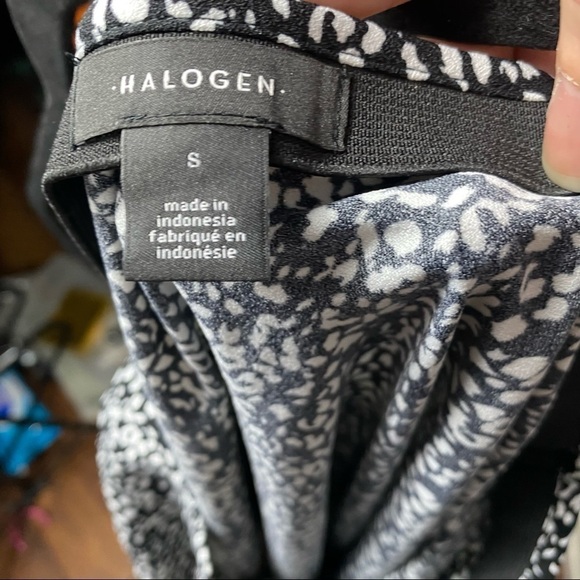 ·HALOGEN·
S
made in
indonesia
fabriqué en
indonésie